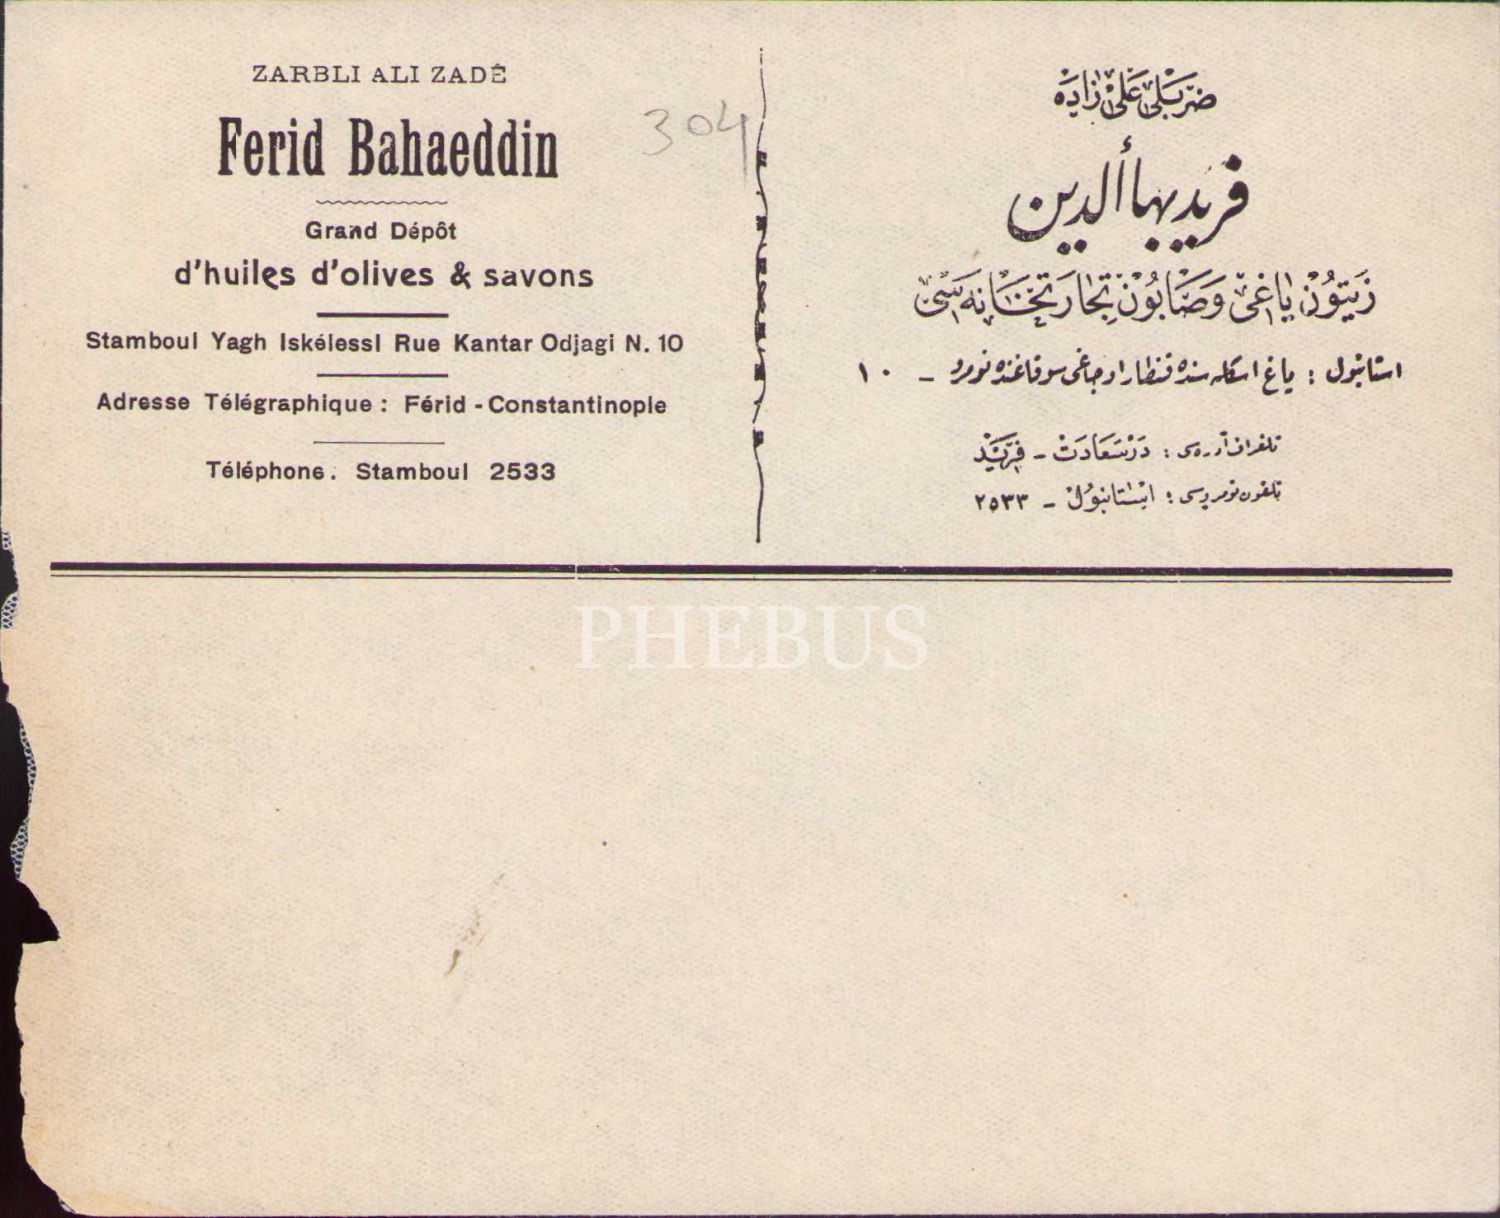 ZARBLI ALI ZADÉ
Ferid Bahaeddin
Grand Dépôt
d'huiles d'olives & savons
Stamboul Yagh Iskélessi Rue Kantar Odjagi N. 10
Adresse Télégraphique : Férid - Constantinople
Téléphone. Stamboul 2533
304
ضربلی علی زاده
فرید بهاألدین
زیتون یاغی و صابون تجارتخانه سی
استانبول : یاغ اسکله سنده قنطار اوجاغی سوقاغنده نومرو - ١٠
تلغراف آدرسی : درسعادت - فرید
تلفون نومروسی : استانبول - ٢٥٣٣
PHEBUS